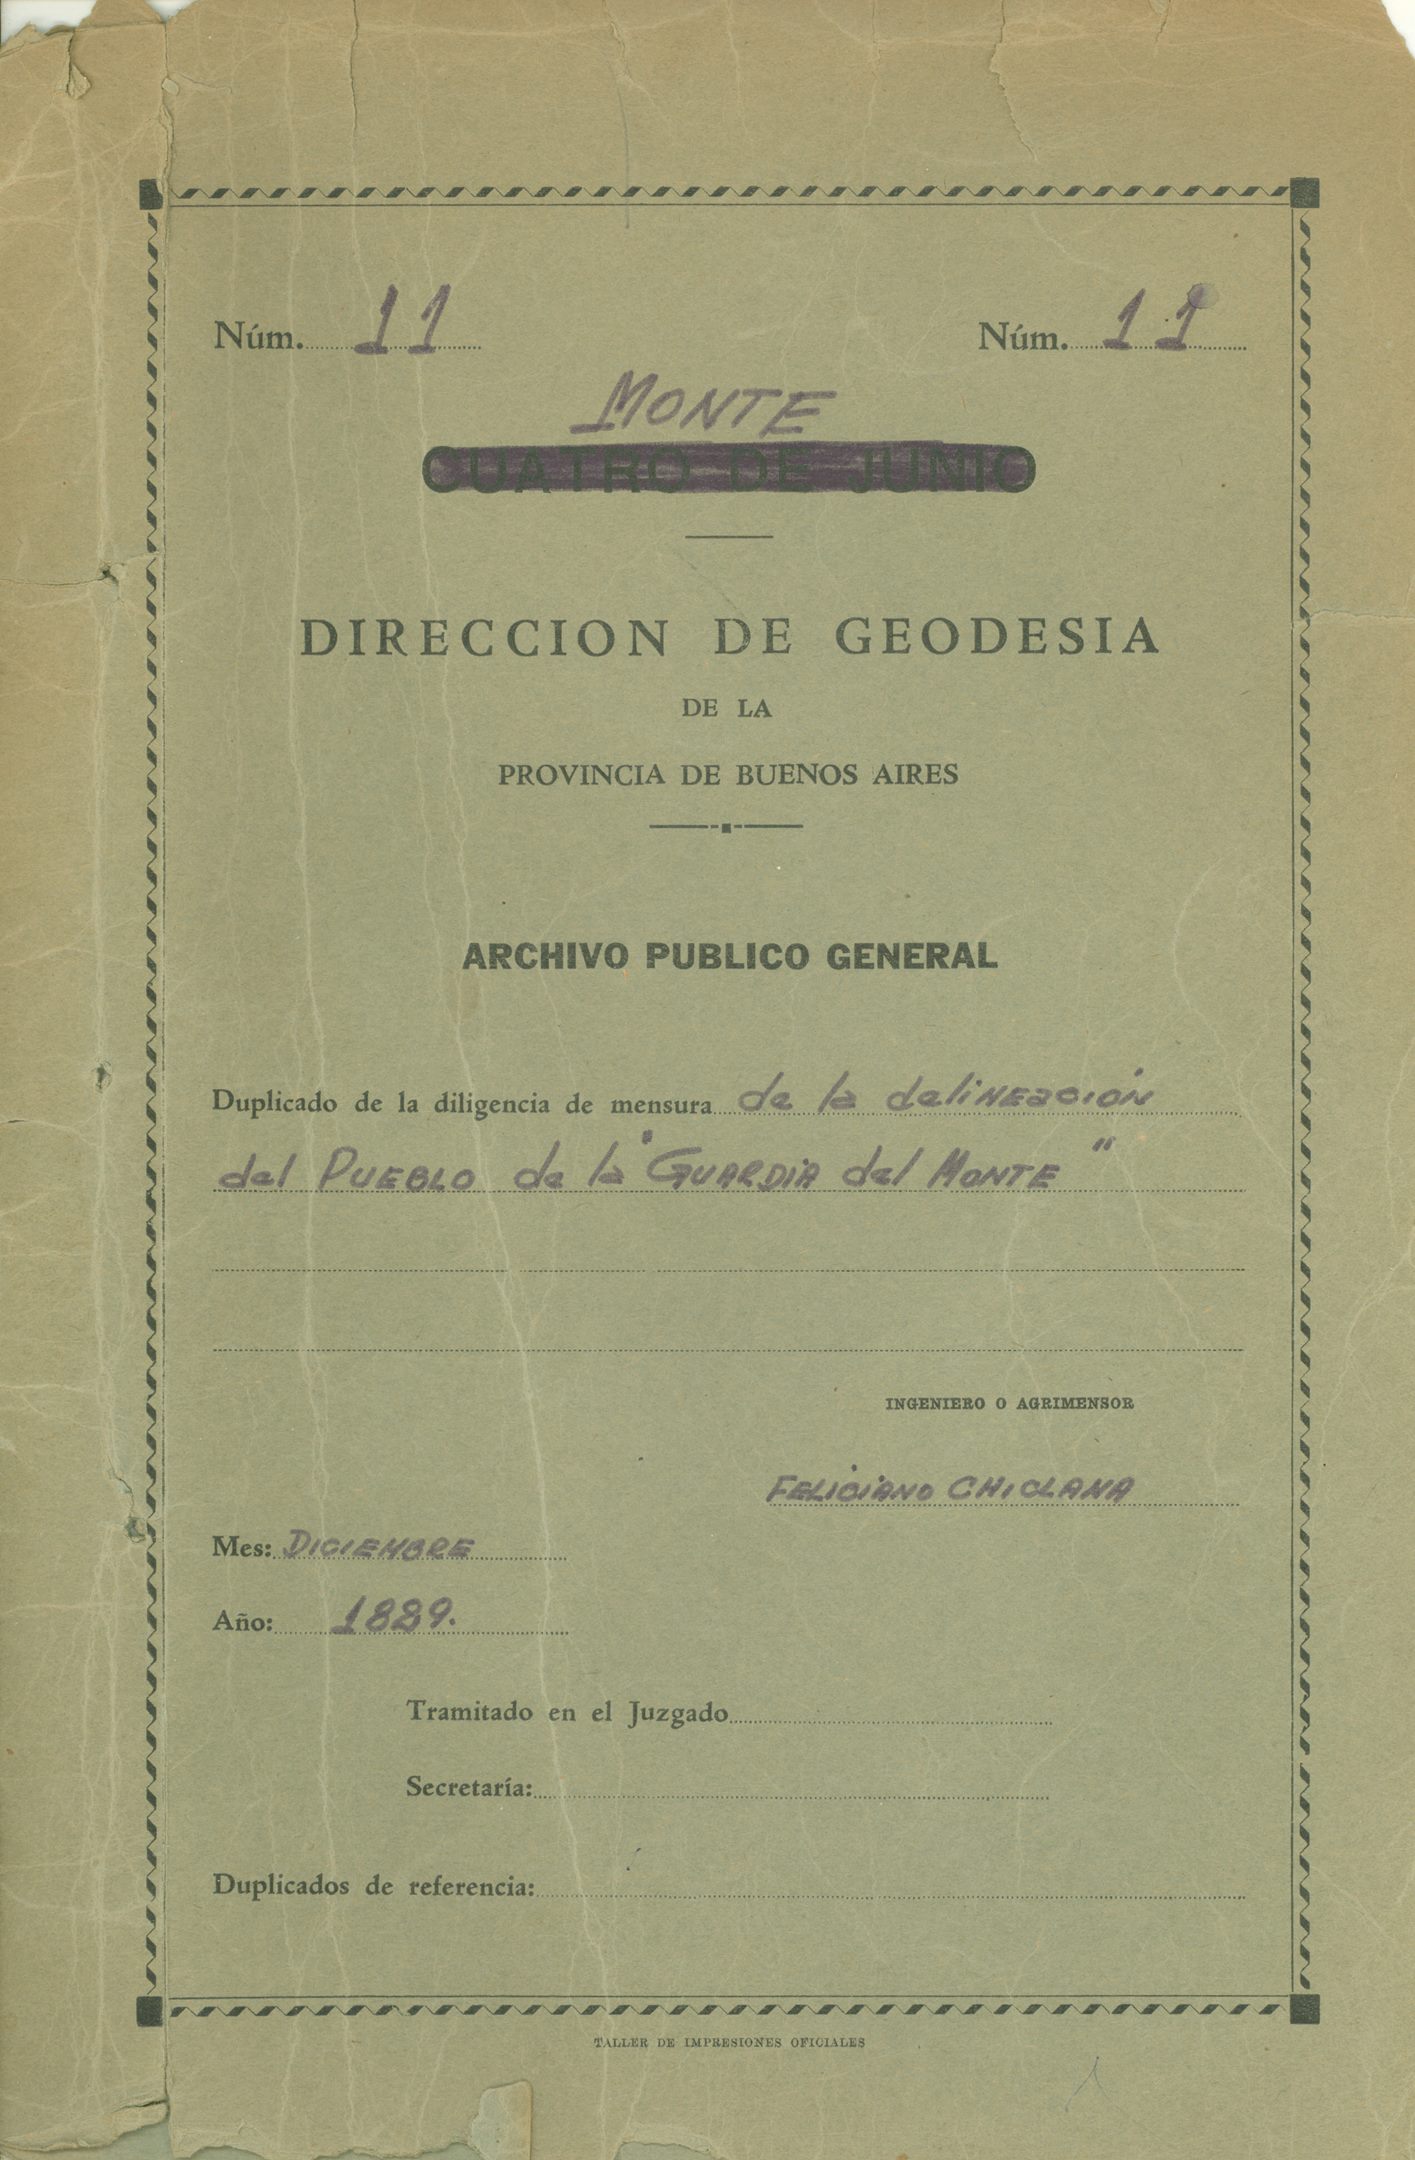 Núm. 11 Núm. 11
MONTE
CUATRO DE JUNIO
DIRECCION DE GEODESIA
DE LA
PROVINCIA DE BUENOS AIRES
ARCHIVO PUBLICO GENERAL
Duplicado de la diligencia de mensura de la delineación
del PUEBLO de la "GUARDIA del MONTE"
INGENIERO O AGRIMENSOR
FELICIANO CHICLANA
Mes: DICIEMBRE
Año: 1889.
Tramitado en el Juzgado
Secretaría:
Duplicados de referencia:
TALLER DE IMPRESIONES OFICIALES